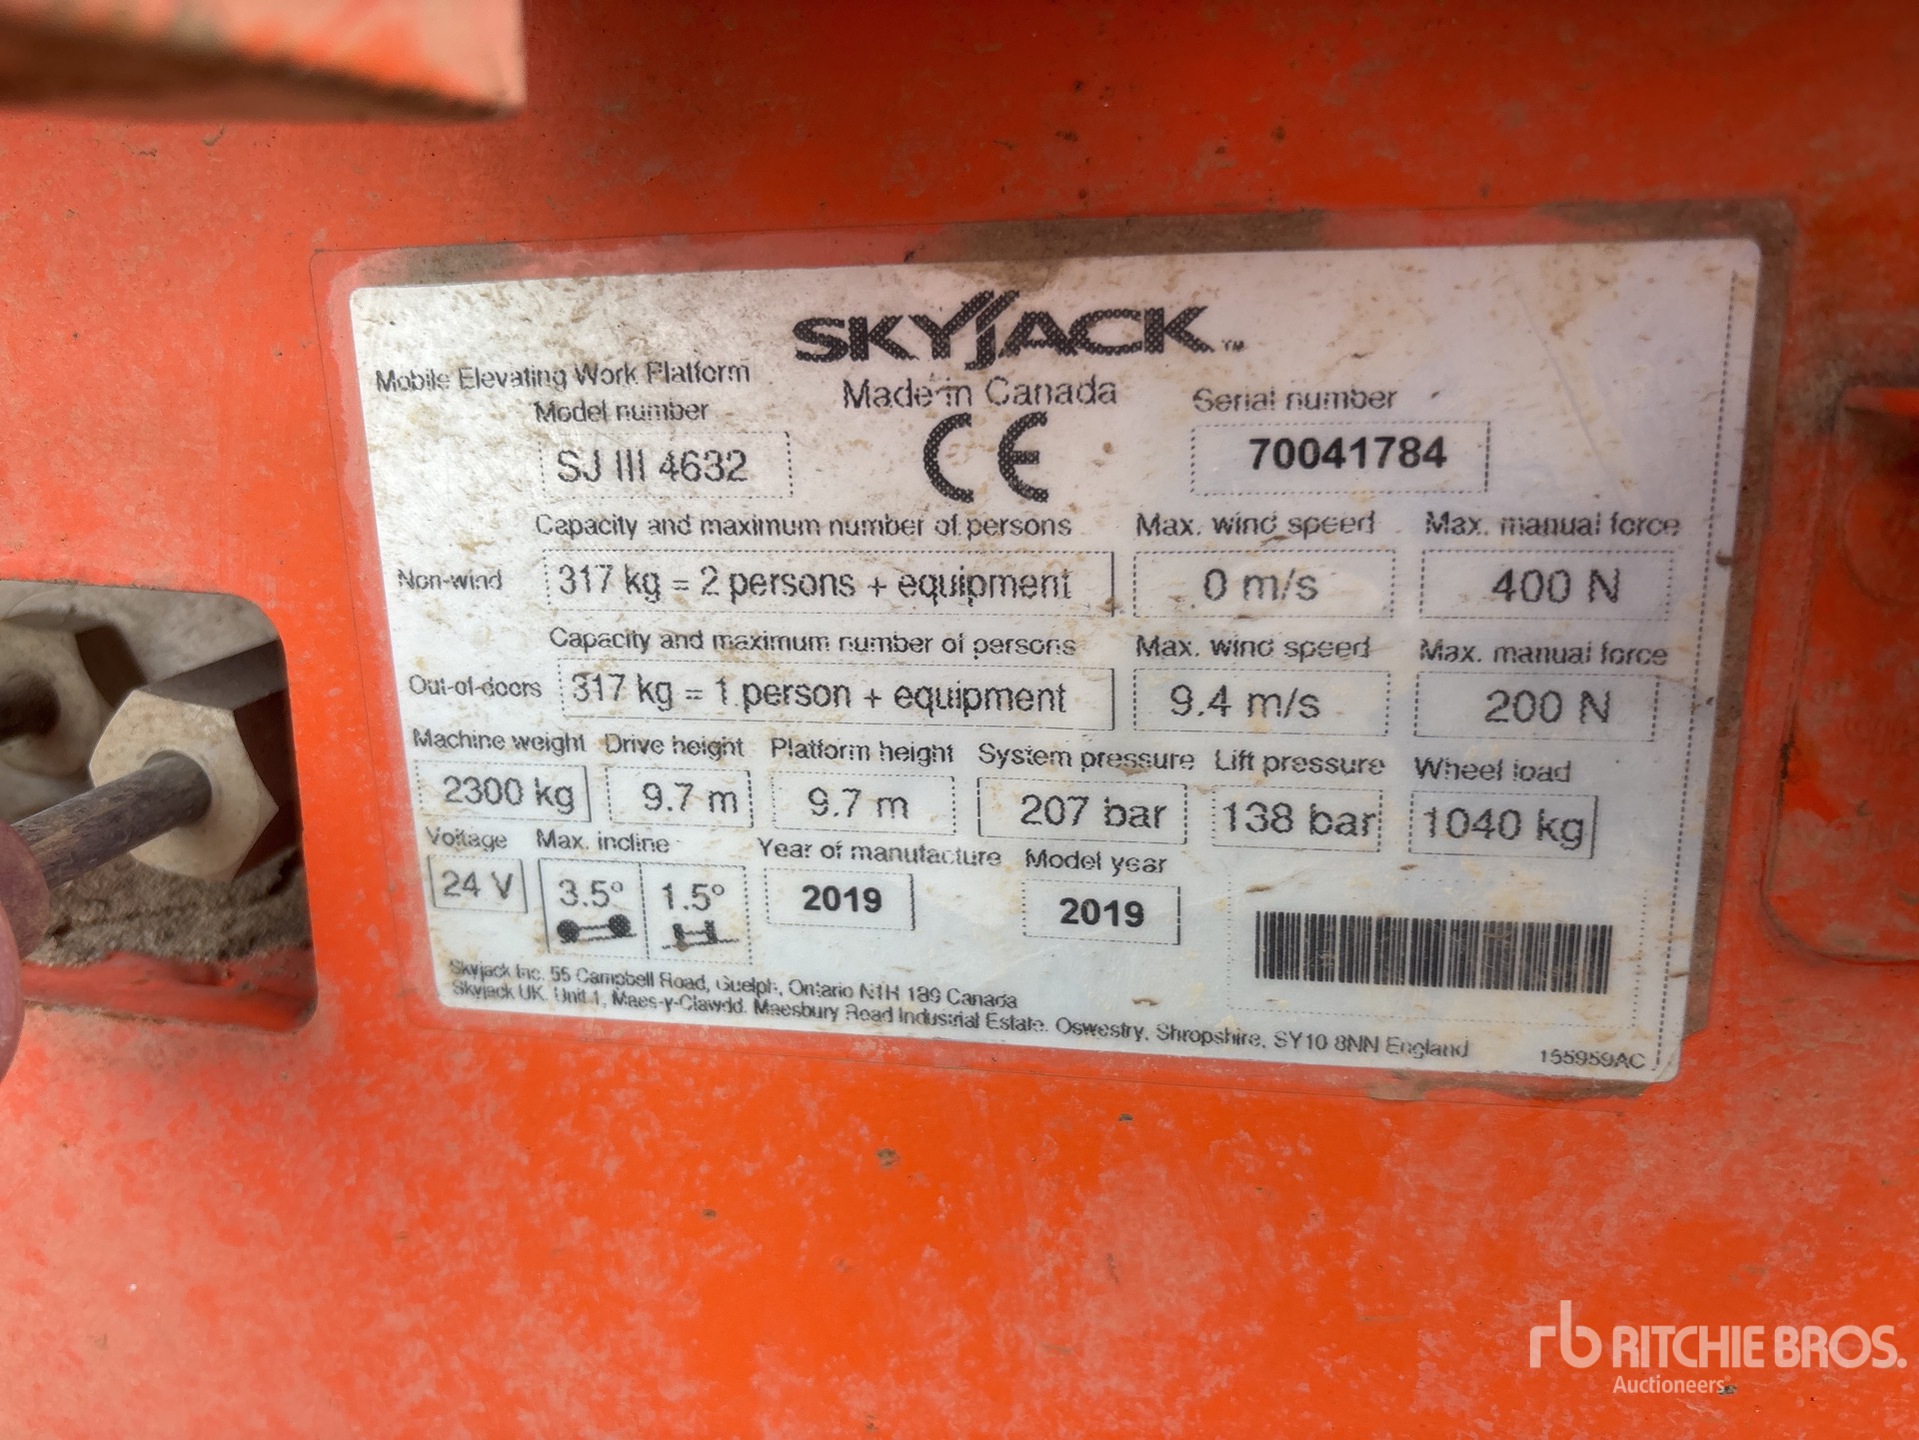 SKYJACK™
Mobile Elevating Work Platform
Made in Canada
Model number
Serial number
SJ III 4632
CE
70041784
Capacity and maximum number of persons Max. wind speed Max. manual force
Non-wind 317 kg = 2 persons + equipment 0 m/s 400 N
Capacity and maximum number of persons Max. wind speed Max. manual force
Out-of-doors 317 kg = 1 person + equipment 9.4 m/s 200 N
Machine weight Drive height Platform height System pressure Lift pressure Wheel load
2300 kg 9.7 m 9.7 m 207 bar 138 bar 1040 kg
Voltage Max. incline Year of manufacture Model year
24 V 3.5° 1.5° 2019 2019
Skyjack Inc. 55 Campbell Road, Guelph, Ontario N1H 1B9 Canada
Skyjack UK. Unit 1, Maes-y-Clawdd. Maesbury Road Industrial Estate. Oswestry, Shropshire, SY10 8NN England
155959AC
rb RITCHIE BROS.
Auctioneers